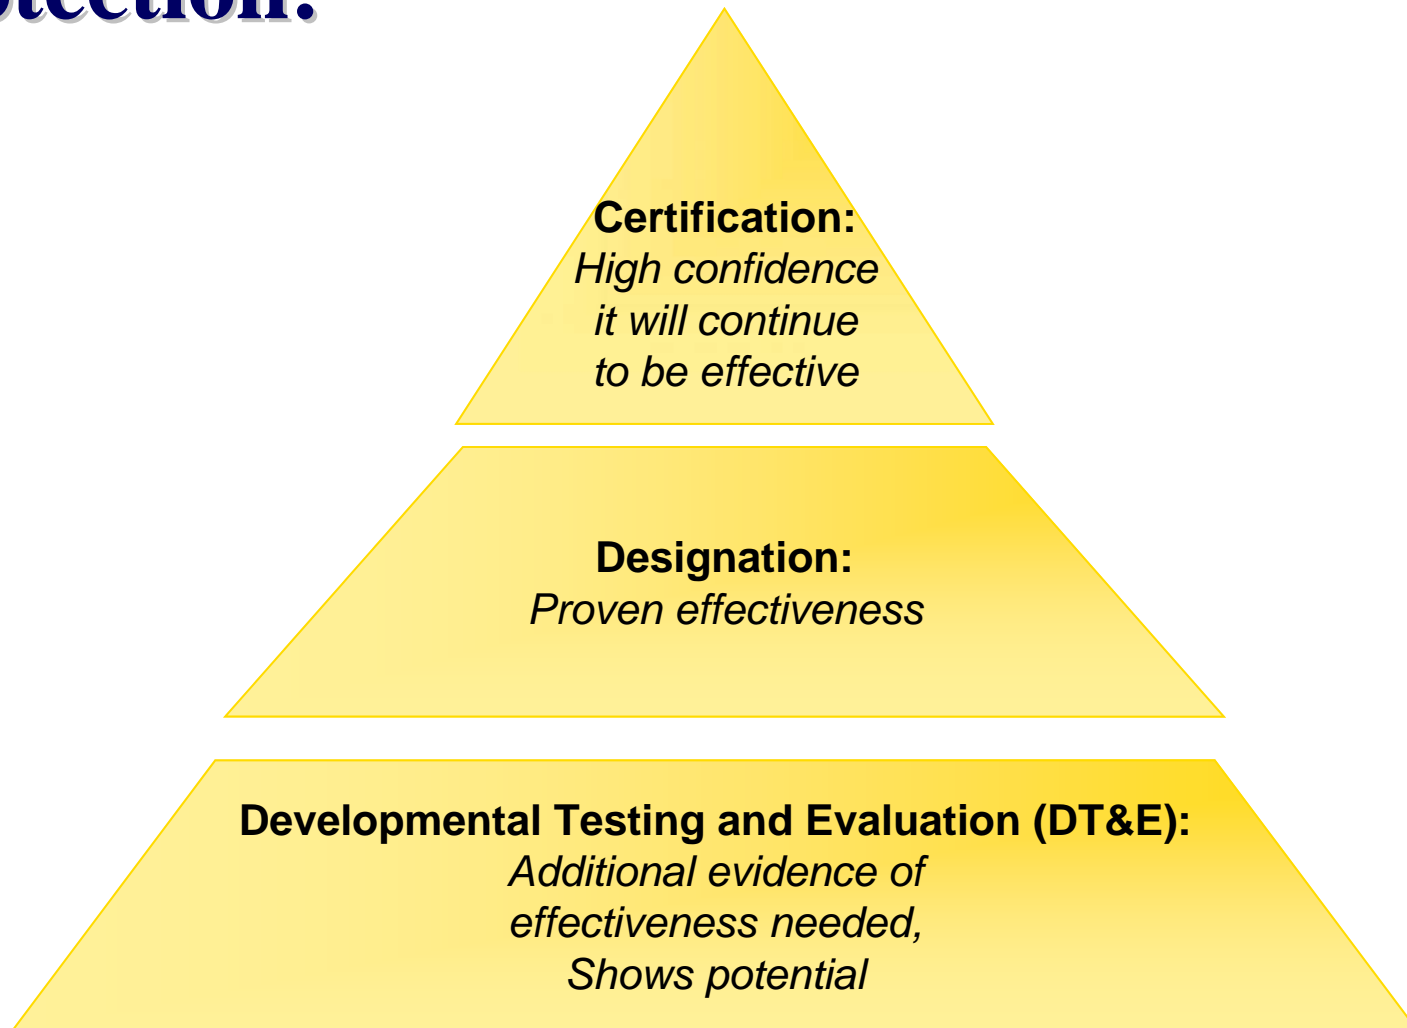 Certification:
High confidence
it will continue
to be effective
Designation:
Proven effectiveness
Developmental Testing and Evaluation (DT&E):
Additional evidence of
effectiveness needed,
Shows potential